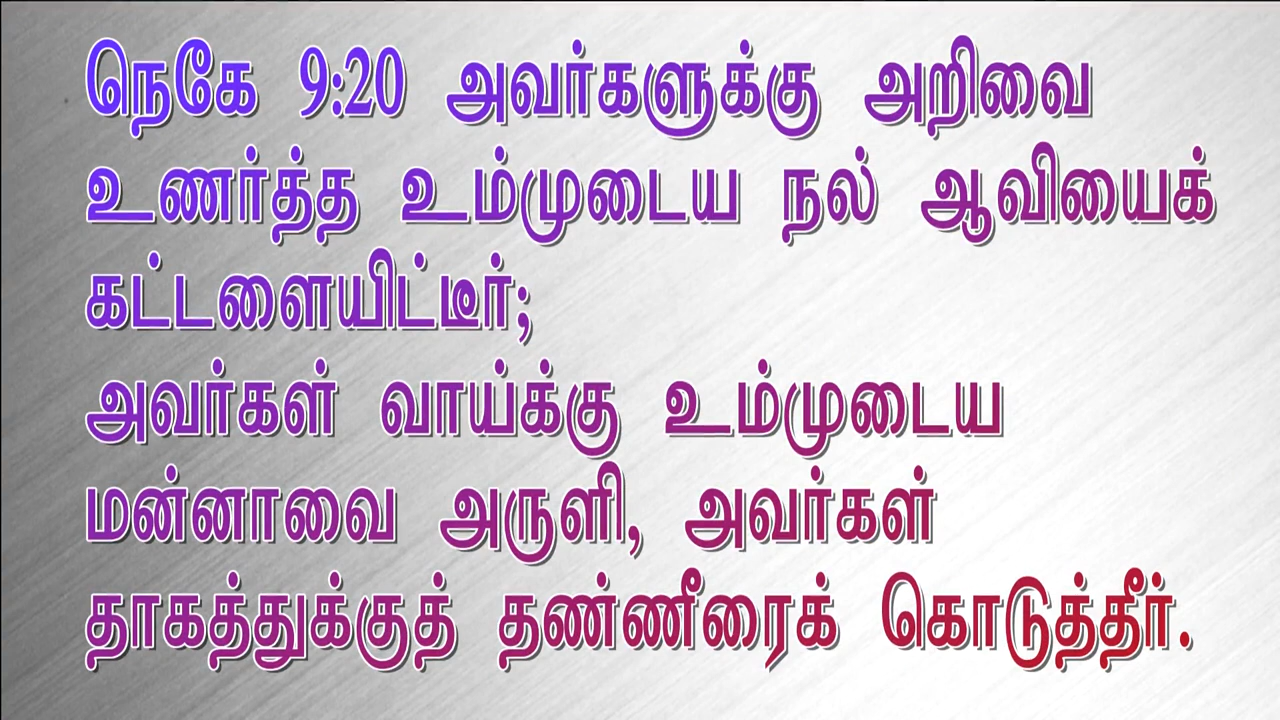 நெகே 9:20 அவர்களுக்கு அறிவை
உணர்த்த உம்முடைய நல் ஆவியைக்
கட்டளையிட்டீர்;
அவர்கள் வாய்க்கு உம்முடைய
மன்னாவை அருளி, அவர்கள்
தாகத்துக்குத் தண்ணீரைக் கொடுத்தீர்.